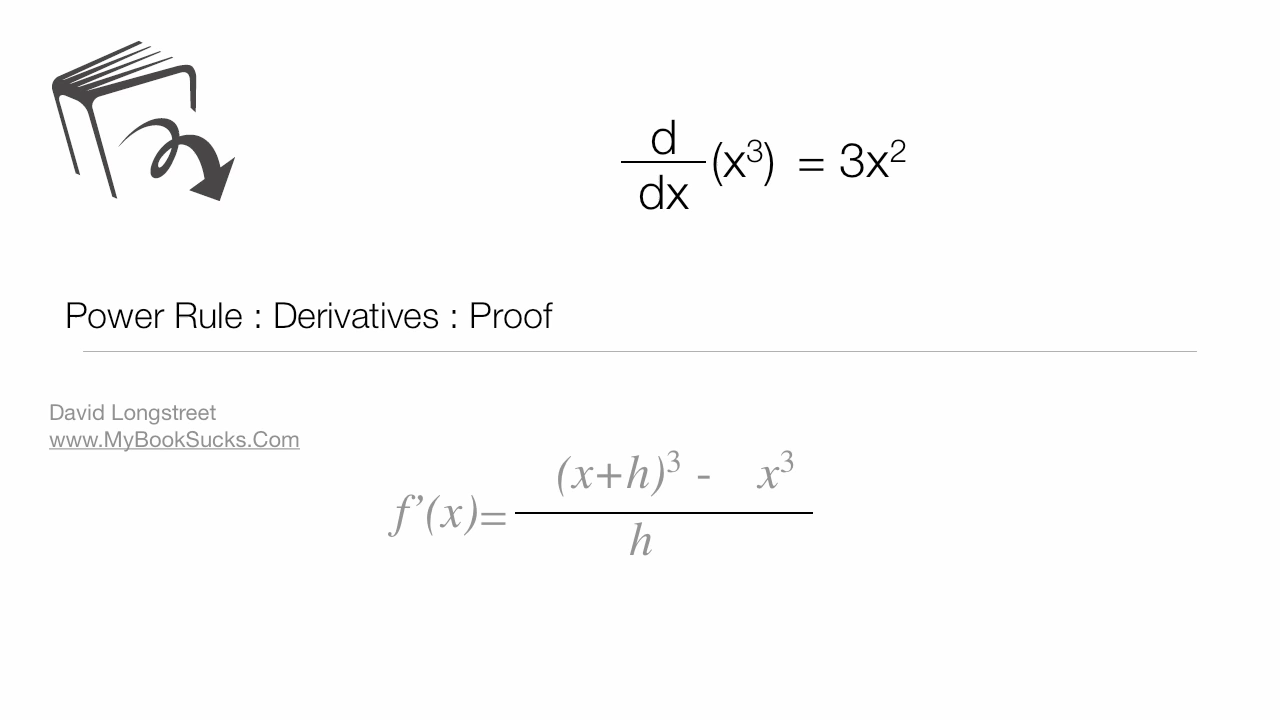 d
dx
(x³) = 3x²
Power Rule : Derivatives : Proof
David Longstreet
www.MyBookSucks.Com
(x+h)³ - x³
f’(x)=
h